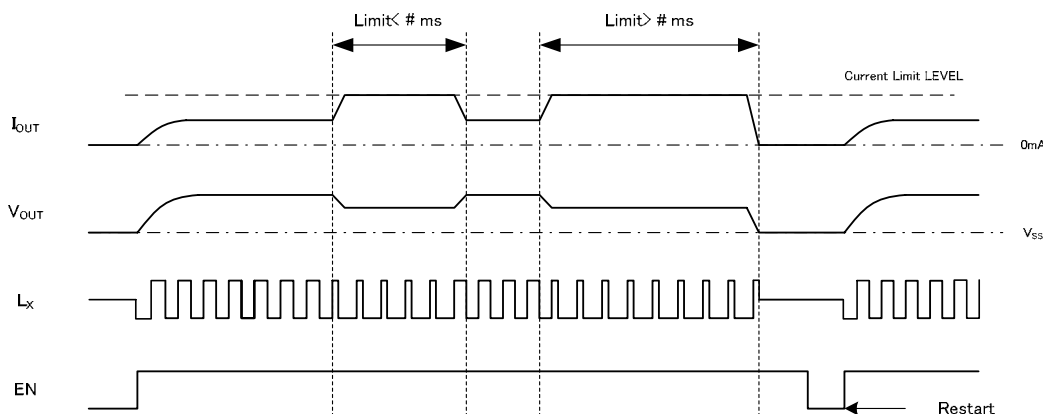 Limit< # ms
Limit> # ms
Current Limit LEVEL
IOUT
0mA
VOUT
VSS
LX
EN
Restart